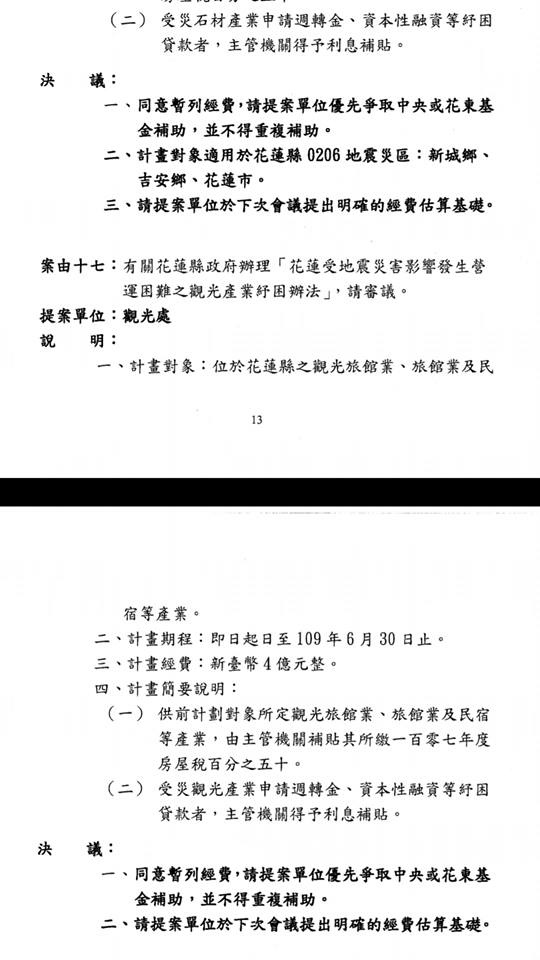 （二） 受災石材產業申請週轉金、資本性融資等紓困
貸款者，主管機關得予利息補貼。
決　　議：
一、同意暫列經費，請提案單位優先爭取中央或花東基
金補助，並不得重複補助。
二、計畫對象適用於花蓮縣 0206 地震災區：新城鄉、
吉安鄉、花蓮市。
三、請提案單位於下次會議提出明確的經費估算基礎。
案由十七：有關花蓮縣政府辦理「花蓮受地震災害影響發生營
運困難之觀光產業紓困辦法」，請審議。
提案單位：觀光處
說　　明：
一、計畫對象：位於花蓮縣之觀光旅館業、旅館業及民
13
宿等產業。
二、計畫期程：即日起日至 109 年 6 月 30 日止。
三、計畫經費：新臺幣 4 億元整。
四、計畫簡要說明：
（一） 供前計劃對象所定觀光旅館業、旅館業及民宿
等產業，由主管機關補貼其所繳一百零七年度
房屋稅百分之五十。
（二） 受災觀光產業申請週轉金、資本性融資等紓困
貸款者，主管機關得予利息補貼。
決　　議：
一、同意暫列經費，請提案單位優先爭取中央或花東基
金補助，並不得重複補助。
二、請提案單位於下次會議提出明確的經費估算基礎。